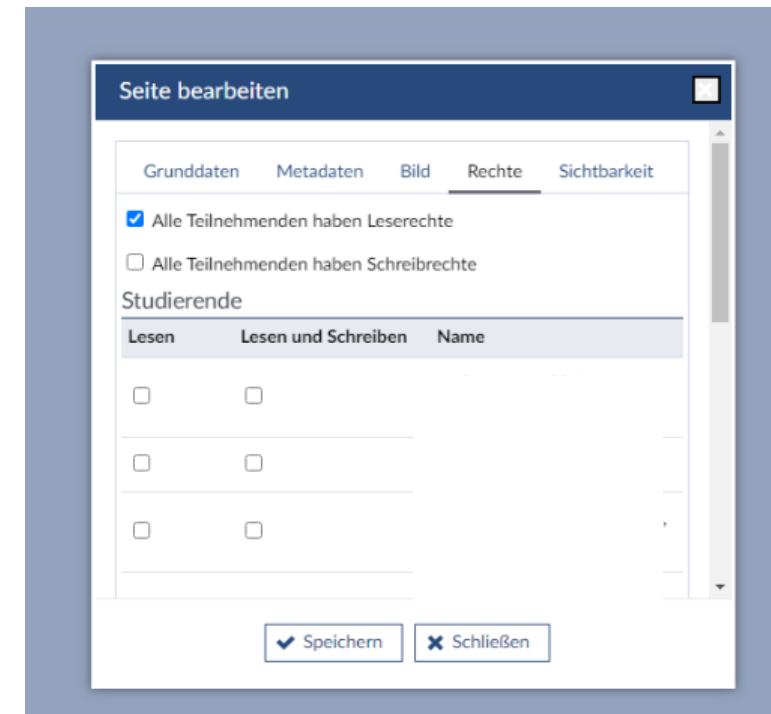 Seite bearbeiten
Grunddaten Metadaten Bild Rechte Sichtbarkeit
Alle Teilnehmenden haben Leserechte
Alle Teilnehmenden haben Schreibrechte
Studierende
Lesen Lesen und Schreiben Name
Speichern Schließen